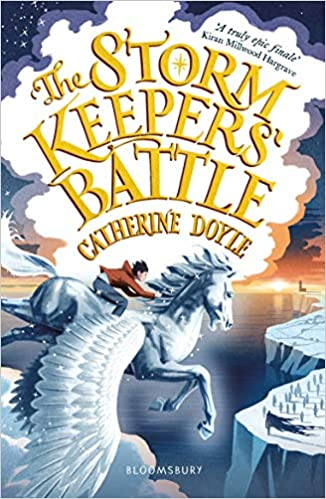 'A truly epic finale'
Kiran Millwood Hargrave
The STORM
KEEPERS'
BATTLE
CATHERINE DOYLE
BLOOMSBURY